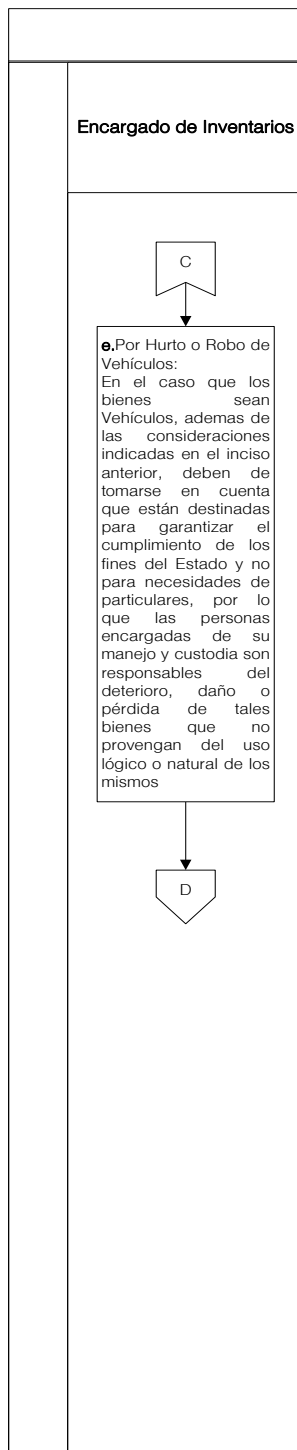 Encargado de Inventarios
C
e.Por Hurto o Robo de
Vehículos:
En el caso que los
bienes sean
Vehículos, ademas de
las consideraciones
indicadas en el inciso
anterior, deben de
tomarse en cuenta
que están destinadas
para garantizar el
cumplimiento de los
fines del Estado y no
para necesidades de
particulares, por lo
que las personas
encargadas de su
manejo y custodia son
responsables del
deterioro, daño o
pérdida de tales
bienes que no
provengan del uso
lógico o natural de los
mismos
D